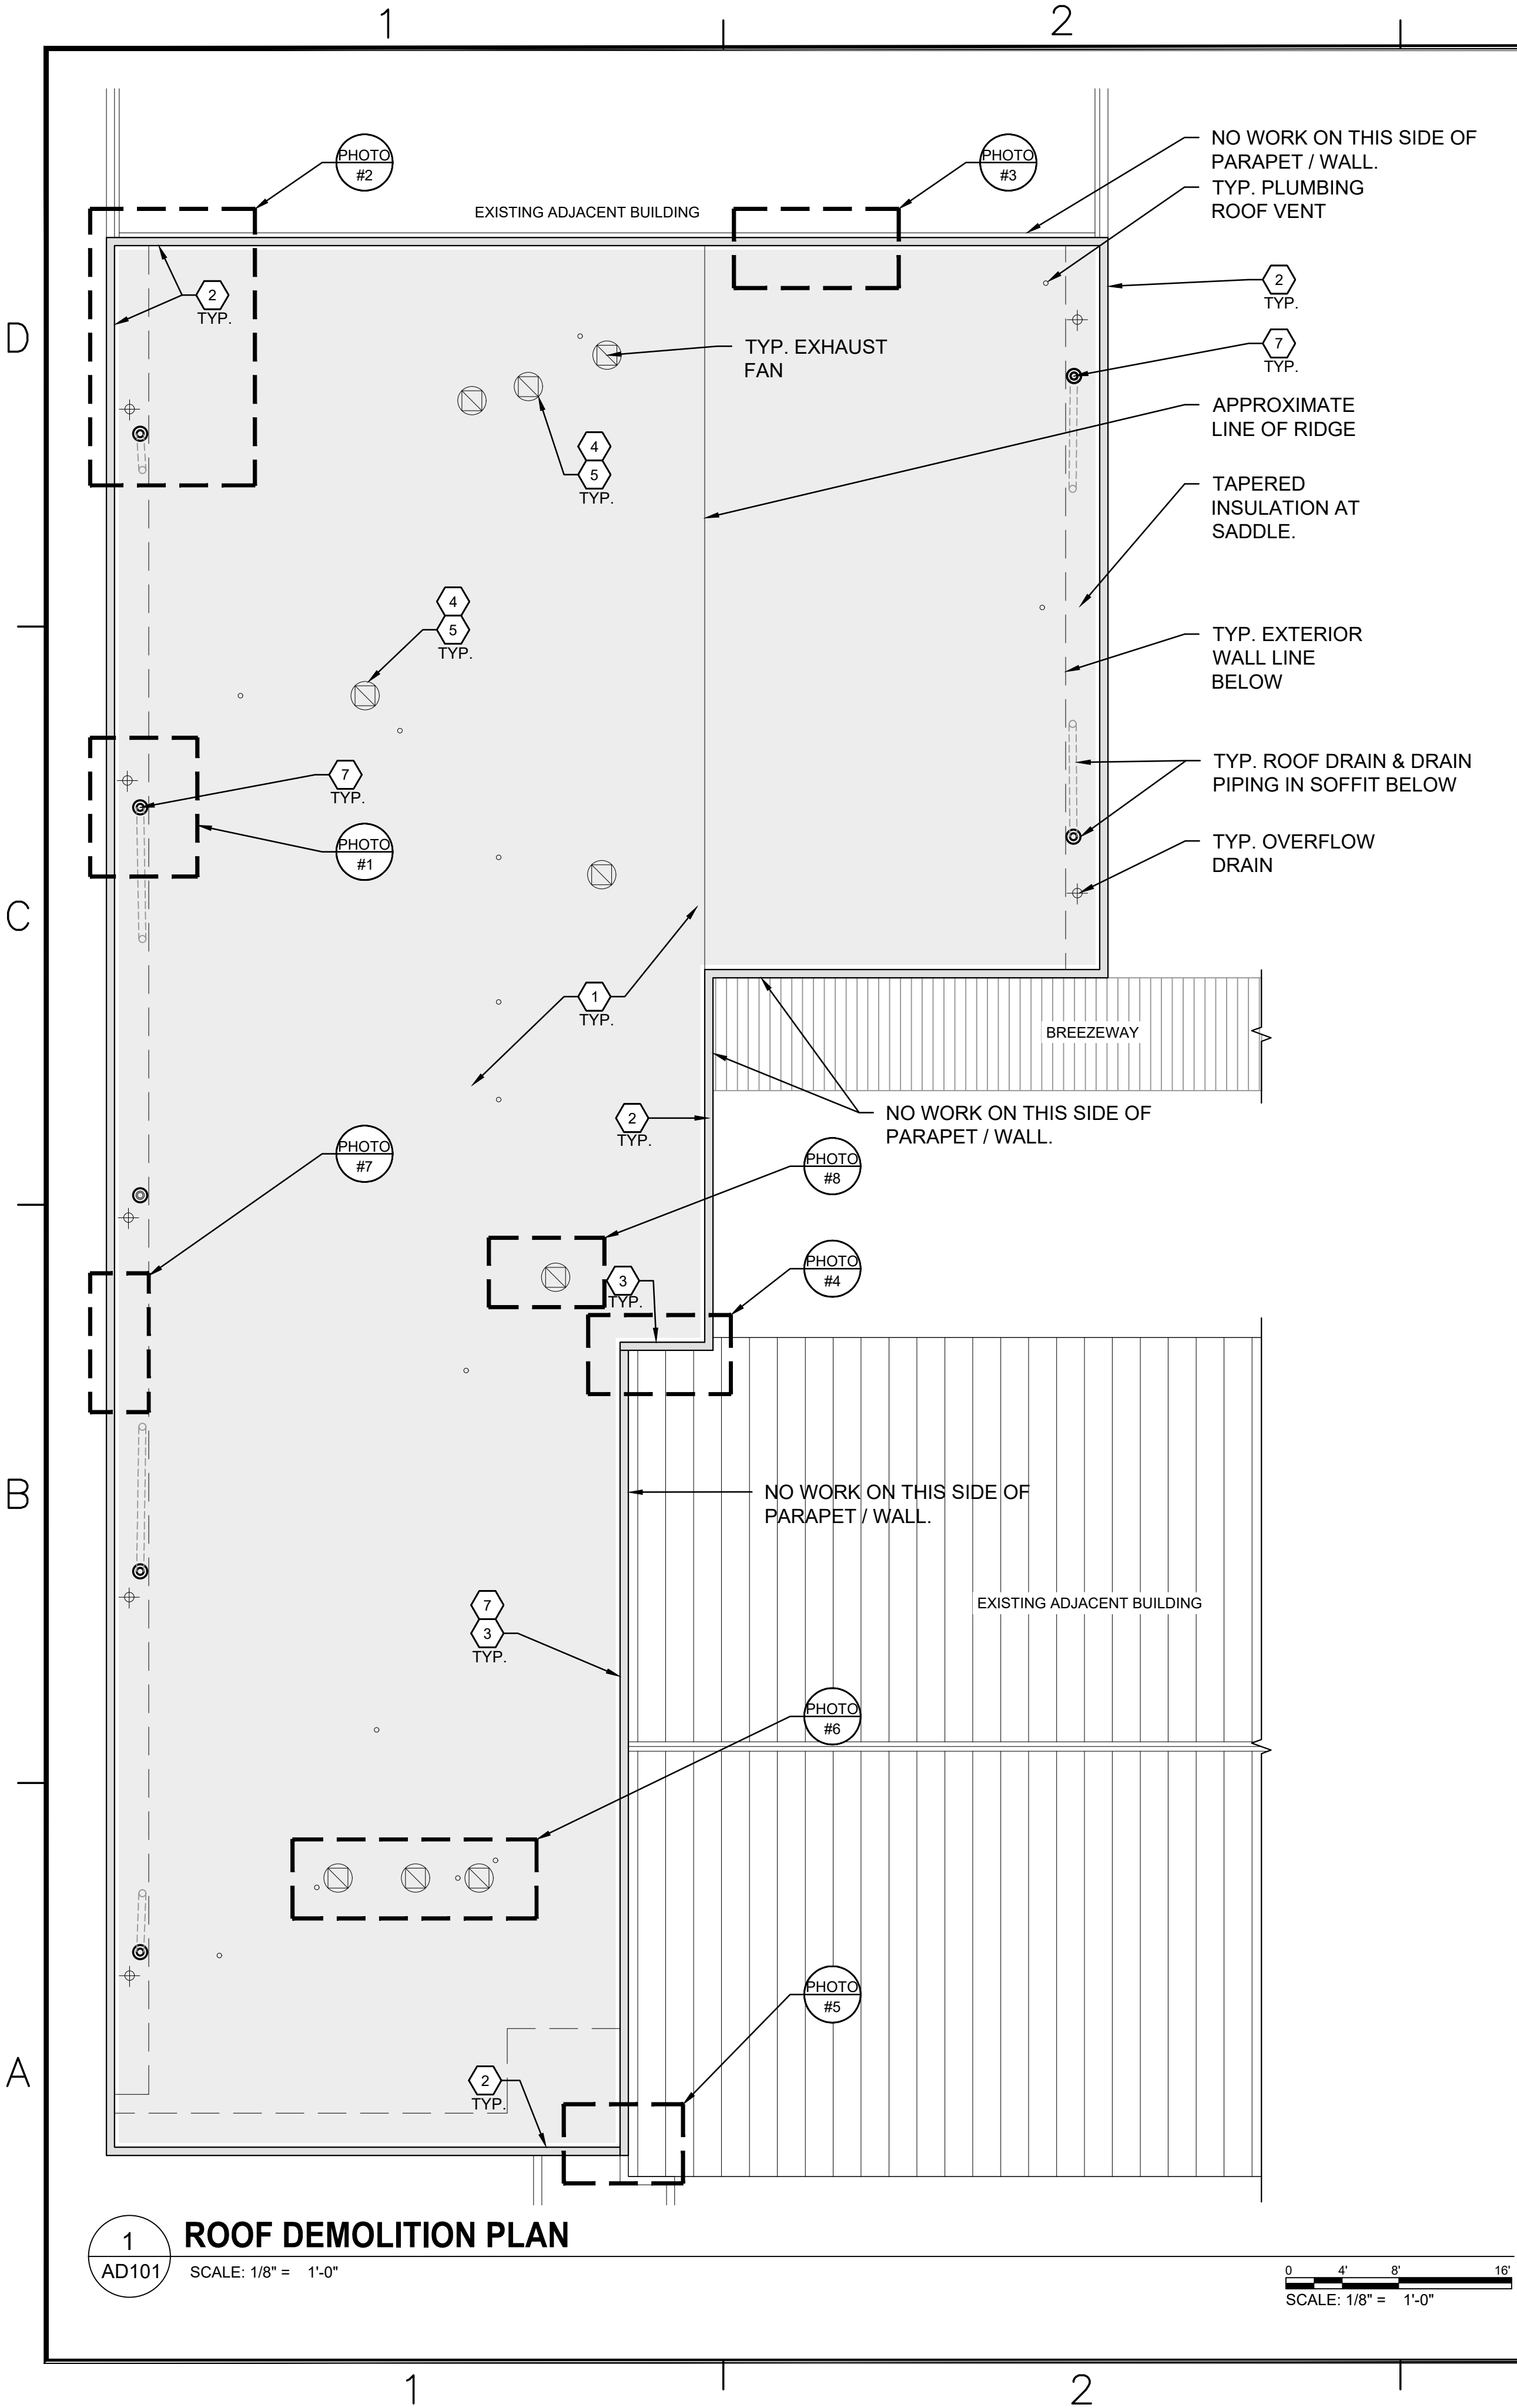 1
2
PHOTO
#2
PHOTO
#3
NO WORK ON THIS SIDE OF
PARAPET / WALL.
TYP. PLUMBING
ROOF VENT
EXISTING ADJACENT BUILDING
2
TYP.
2
TYP.
D
TYP. EXHAUST
FAN
7
TYP.
APPROXIMATE
LINE OF RIDGE
4
5
TYP.
TAPERED
INSULATION AT
SADDLE.
4
5
TYP.
TYP. EXTERIOR
WALL LINE
BELOW
7
TYP.
TYP. ROOF DRAIN & DRAIN
PIPING IN SOFFIT BELOW
PHOTO
#1
TYP. OVERFLOW
DRAIN
C
1
TYP.
BREEZEWAY
2
TYP.
NO WORK ON THIS SIDE OF
PARAPET / WALL.
PHOTO
#7
PHOTO
#8
PHOTO
#4
3
TYP.
B
NO WORK ON THIS SIDE OF
PARAPET / WALL.
7
3
TYP.
EXISTING ADJACENT BUILDING
PHOTO
#6
PHOTO
#5
A
2
TYP.
1
AD101
ROOF DEMOLITION PLAN
SCALE: 1/8" = 1'-0"
0 4' 8' 16'
SCALE: 1/8" = 1'-0"
1
2